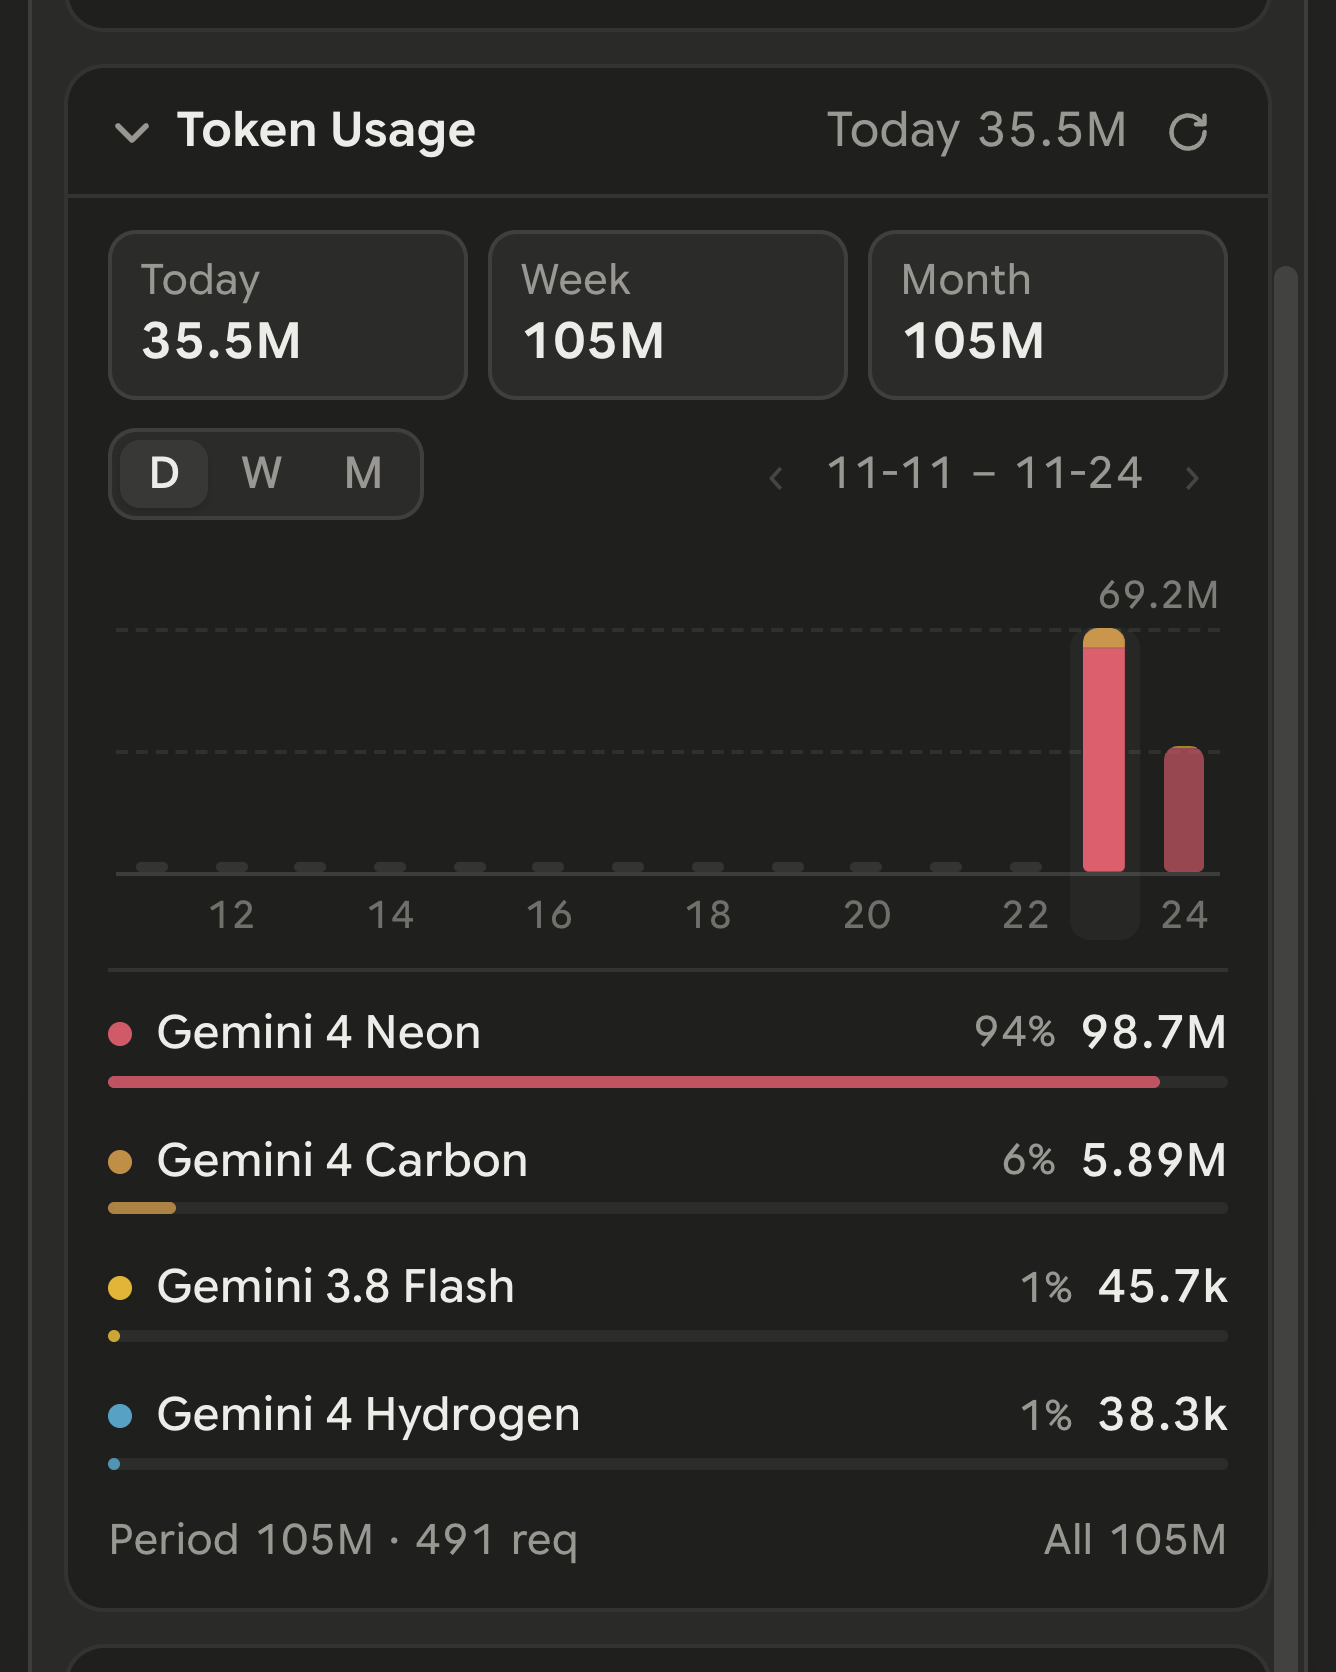 Token Usage Today 35.5M
Today Week Month
35.5M 105M 105M
D W M 11-11 – 11-24
69.2M
12 14 16 18 20 22 24
Gemini 4 Neon 94% 98.7M
Gemini 4 Carbon 6% 5.89M
Gemini 3.8 Flash 1% 45.7k
Gemini 4 Hydrogen 1% 38.3k
Period 105M · 491 req All 105M